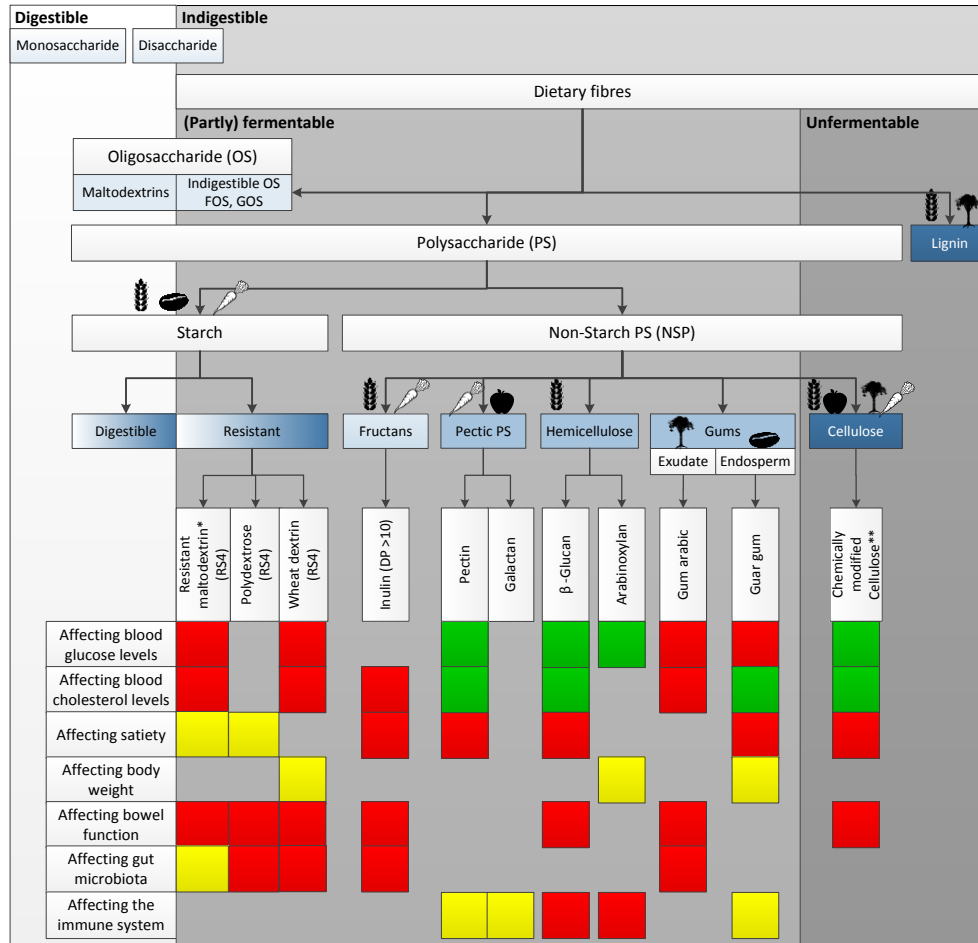 Digestible
Indigestible
Monosaccharide
Disaccharide
Dietary fibres
(Partly) fermentable
Unfermentable
Oligosaccharide (OS)
Maltodextrins
Indigestible OS
FOS, GOS
Polysaccharide (PS)
Lignin
Starch
Non-Starch PS (NSP)
Digestible
Resistant
Fructans
Pectic PS
Hemicellulose
Gums
Cellulose
Exudate
Endosperm
Resistant
maltodextrin*
(RS4)
Polydextrose
(RS4)
Wheat dextrin
(RS4)
Inulin (DP >10)
Pectin
Galactan
β -Glucan
Arabinoxylan
Gum arabic
Guar gum
Chemically
modified
Cellulose**
Affecting blood
glucose levels
Affecting blood
cholesterol levels
Affecting satiety
Affecting body
weight
Affecting bowel
function
Affecting gut
microbiota
Affecting the
immune system